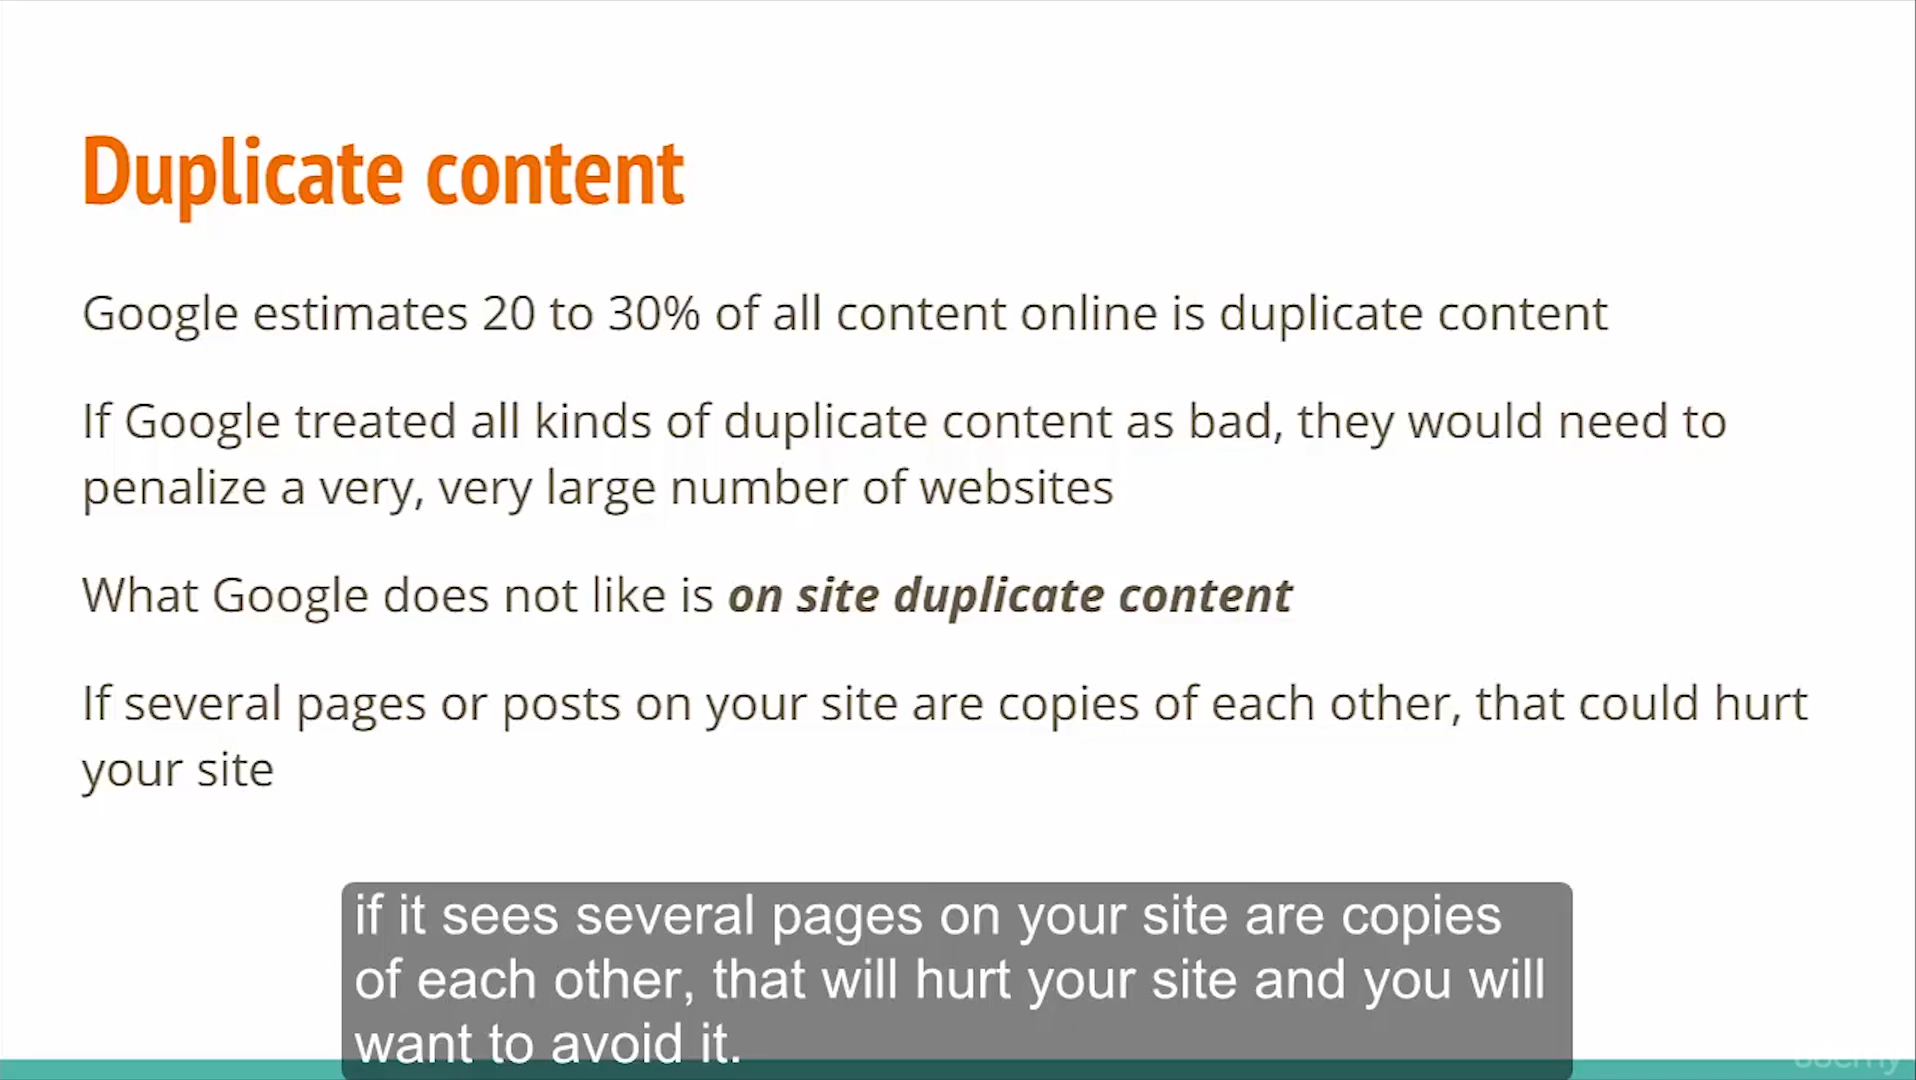 Duplicate content
Google estimates 20 to 30% of all content online is duplicate content
If Google treated all kinds of duplicate content as bad, they would need to
penalize a very, very large number of websites
What Google does not like is on site duplicate content
If several pages or posts on your site are copies of each other, that could hurt
your site
if it sees several pages on your site are copies
of each other, that will hurt your site and you will
want to avoid it.